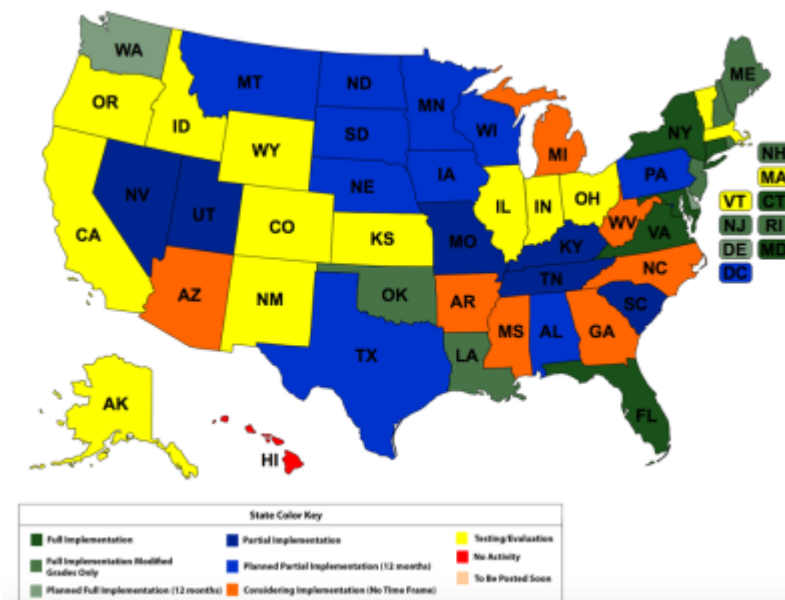 WA
ME
MT
ND
OR
MN
ID
SD
WI
NY
WY
MI
NH
IA
PA
MA
NE
NV
IL
IN
OH
VT
CT
UT
CO
WV
NJ
RI
CA
KS
MO
KY
VA
DE
MD
DC
TN
NC
AZ
NM
OK
AR
SC
MS
AL
GA
TX
LA
AK
FL
HI
State Color Key
Full Implementation
Partial Implementation
Testing/Evaluation
Full Implementation Modified
Grades Only
Planned Partial Implementation (12 months)
No Activity
To Be Posted Soon
Planned Full Implementation (12 months)
Considering Implementation (No Time Frame)